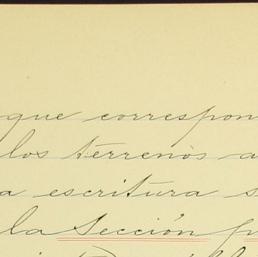 que correspon
los terrenos a
a escritura s
la Sección